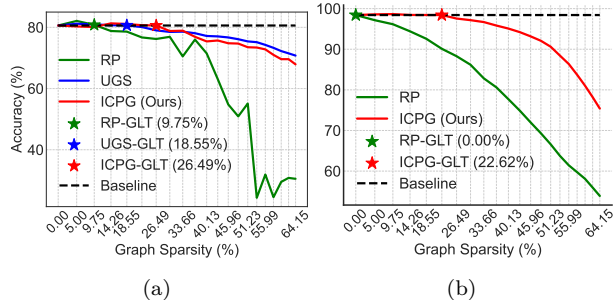 80
60
40
Accuracy (%)
RP
UGS
ICPG (Ours)
RP-GLT (9.75%)
UGS-GLT (18.55%)
ICPG-GLT (26.49%)
Baseline
0.00
5.00
9.75
14.26
18.55
26.49
33.66
40.13
45.96
51.23
55.99
64.15
Graph Sparsity (%)
(a)
100
90
80
70
60
RP
ICPG (Ours)
RP-GLT (0.00%)
ICPG-GLT (22.62%)
Baseline
0.00
5.00
9.75
14.26
18.55
26.49
33.66
40.13
45.96
51.23
55.99
64.15
Graph Sparsity (%)
(b)